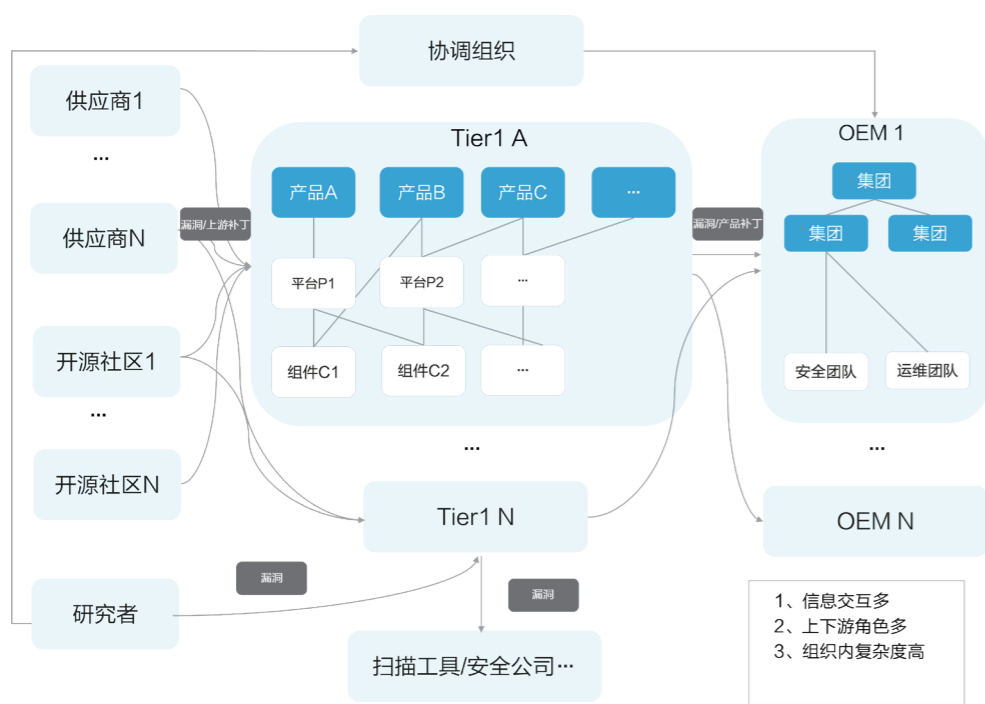 协调组织
供应商1
...
供应商N
漏洞/上游补丁
开源社区1
...
开源社区N
研究者
Tier1 A
产品A
产品B
产品C
...
平台P1
平台P2
...
组件C1
组件C2
...
...
Tier1 N
漏洞
漏洞
扫描工具/安全公司...
漏洞/产品补丁
OEM 1
集团
集团
集团
安全团队
运维团队
...
OEM N
1、信息交互多
2、上下游角色多
3、组织内复杂度高